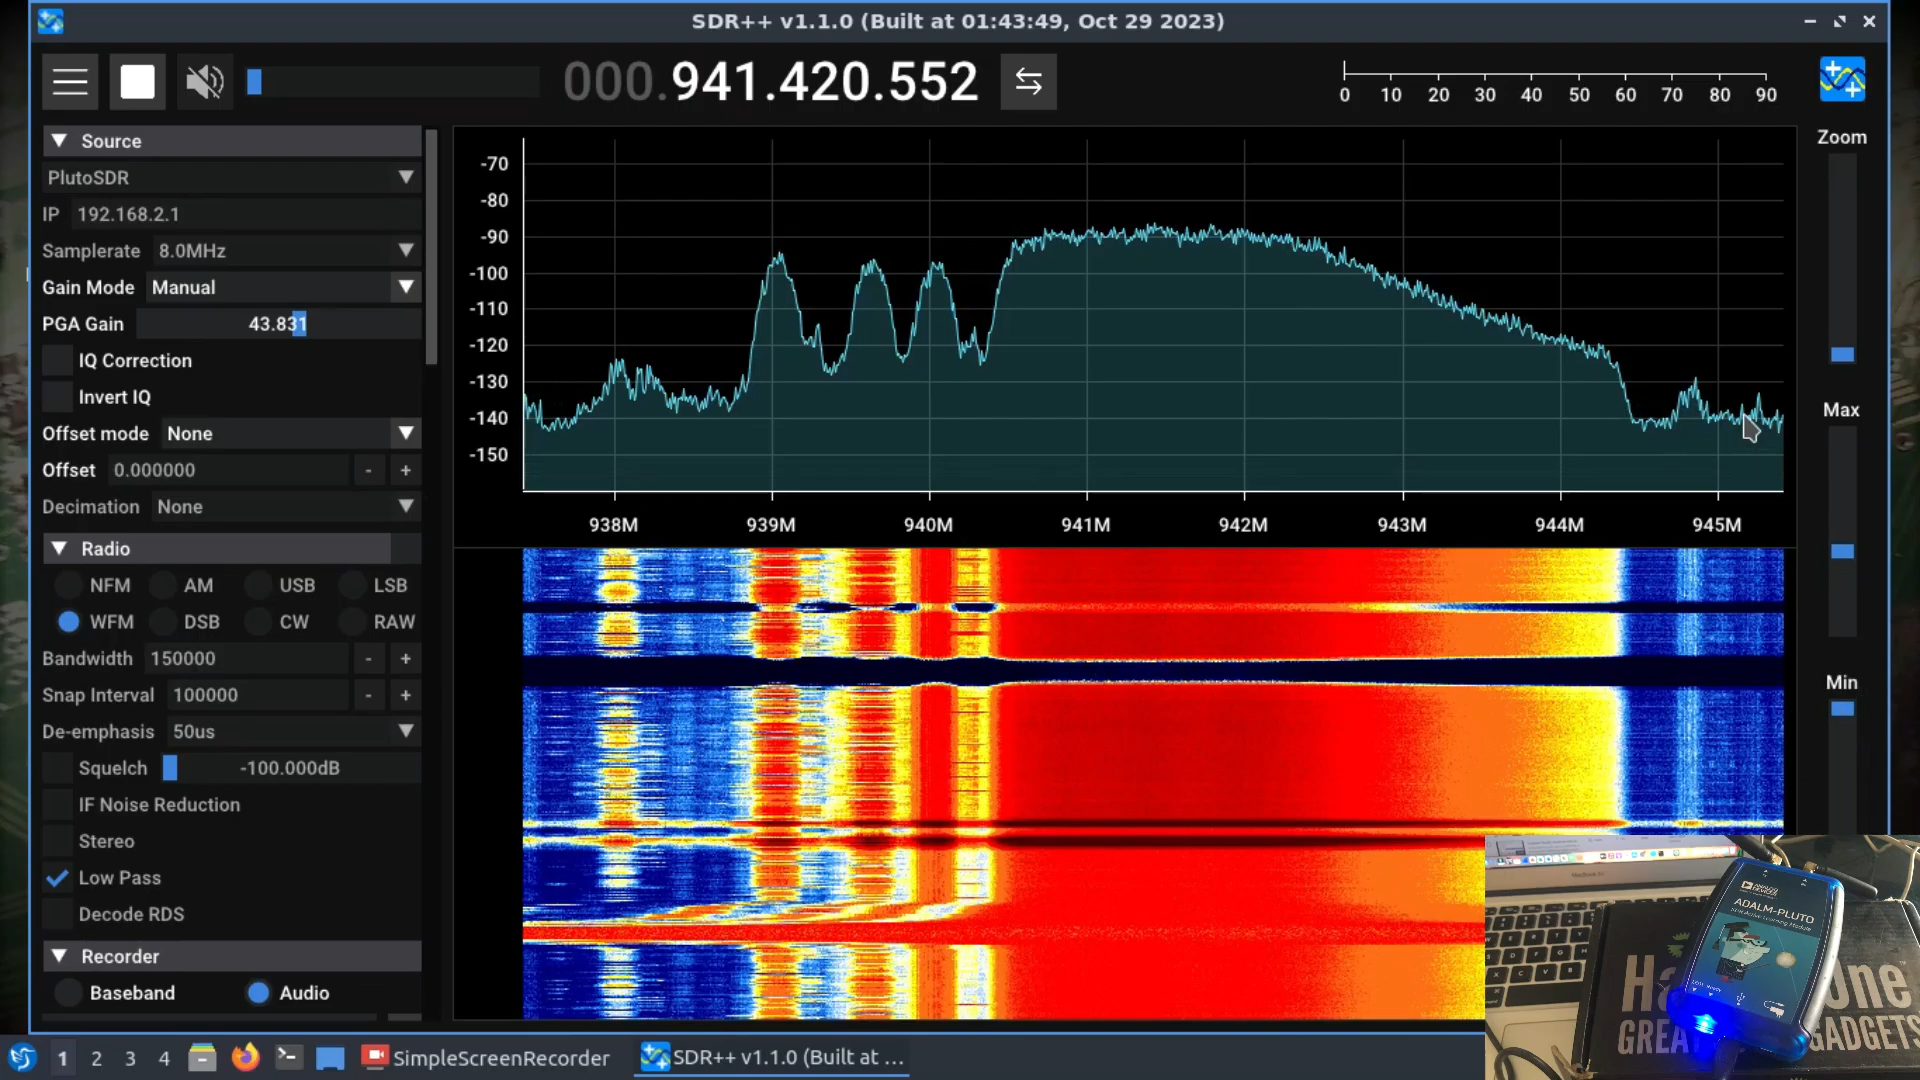 SDR++ v1.1.0 (Built at 01:43:49, Oct 29 2023)
000.941.420.552
0 10 20 30 40 50 60 70 80 90
Source
PlutoSDR
IP 192.168.2.1
Samplerate 8.0MHz
Gain Mode Manual
PGA Gain 43.831
IQ Correction
Invert IQ
Offset mode None
Offset 0.000000 - +
Decimation None
Radio
NFM AM USB LSB
WFM DSB CW RAW
Bandwidth 150000 - +
Snap Interval 100000 - +
De-emphasis 50us
Squelch -100.000dB
IF Noise Reduction
Stereo
Low Pass
Decode RDS
Recorder
Baseband Audio
-70
-80
-90
-100
-110
-120
-130
-140
-150
938M 939M 940M 941M 942M 943M 944M 945M
Zoom
Max
Min
ANALOG
DEVICES
ADALM-PLUTO
GREAT
GADGETS
1 2 3 4 SimpleScreenRecorder SDR++ v1.1.0 (Built at ...